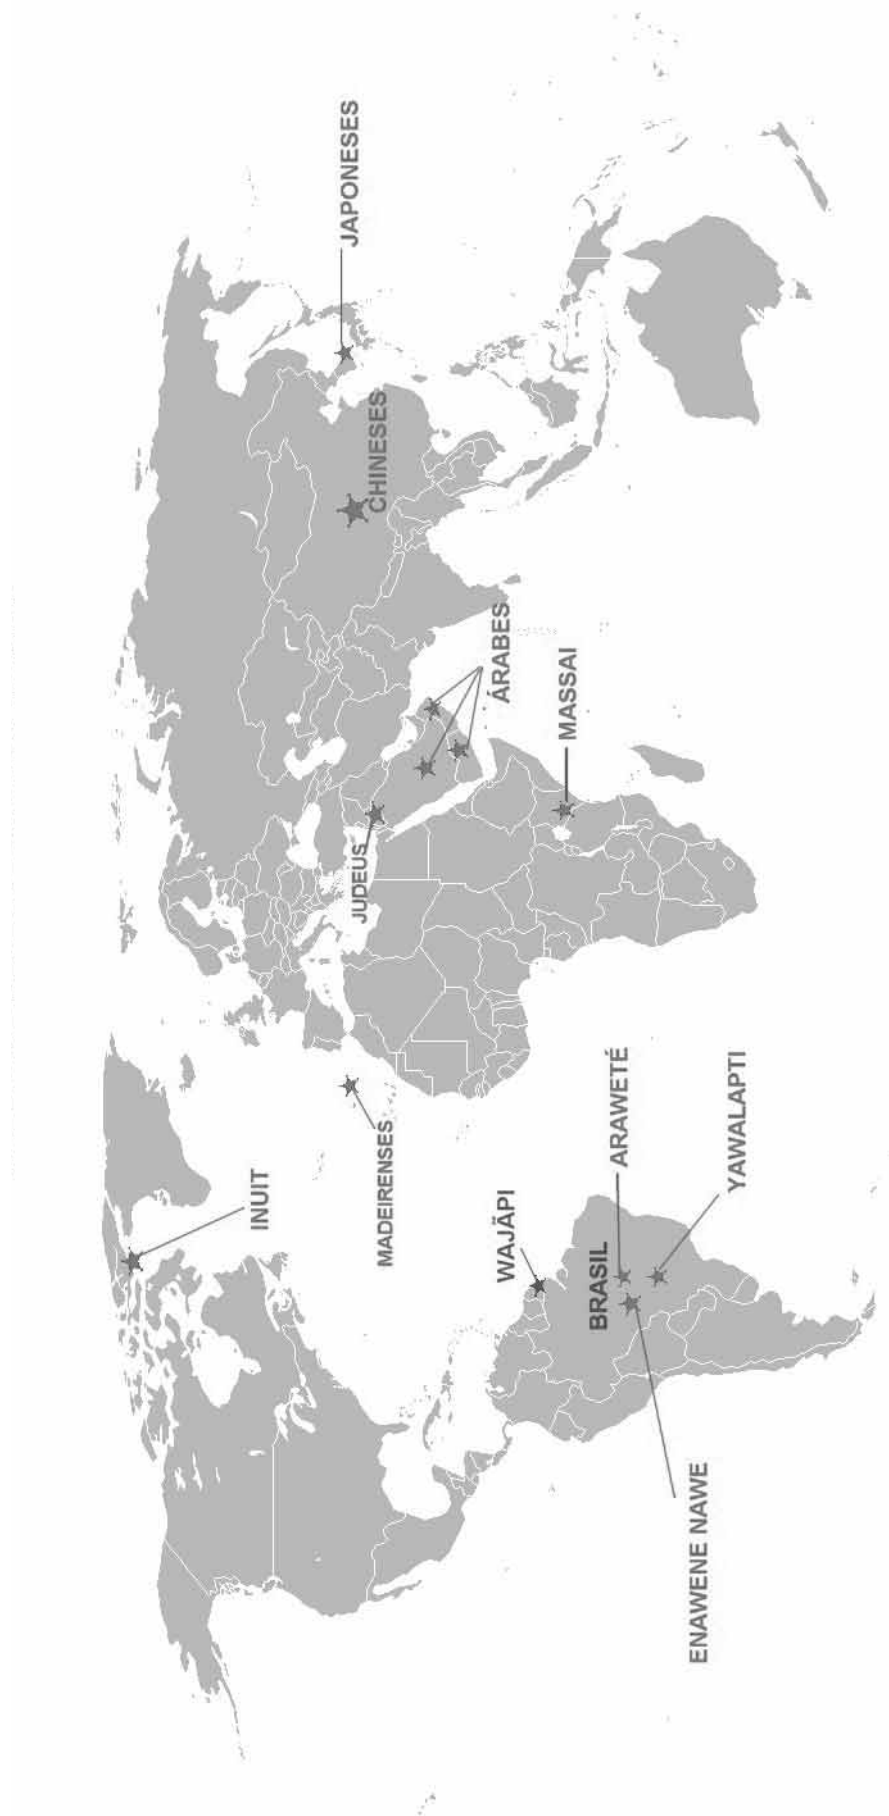 INUIT
MADEIRENSES
JUDEUS
JAPONESES
CHINESES
ÁRABES
MASSAI
WAJÃPI
BRASIL
ARAWETÉ
YAWALAPTI
ENAWENE NAWE